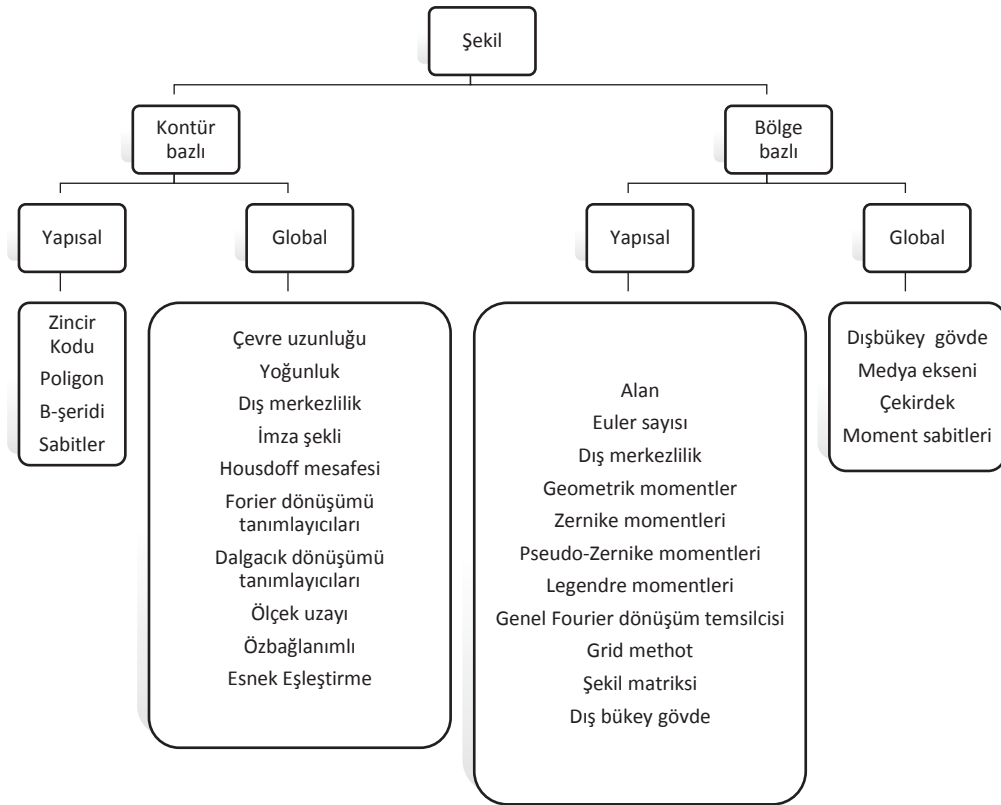 Şekil
Kontür
bazlı
Bölge
bazlı
Yapısal
Global
Yapısal
Global
Zincir
Kodu
Poligon
B-şeridi
Sabitler
Çevre uzunluğu
Yoğunluk
Dış merkezlilik
İmza şekli
Housdoff mesafesi
Forier dönüşümü
tanımlayıcıları
Dalgacık dönüşümü
tanımlayıcıları
Ölçek uzayı
Özbağlanımlı
Esnek Eşleştirme
Alan
Euler sayısı
Dış merkezlilik
Geometrik momentler
Zernike momentleri
Pseudo-Zernike momentleri
Legendre momentleri
Genel Fourier dönüşüm temsilcisi
Grid methot
Şekil matriksi
Dış bükey gövde
Dışbükey gövde
Medya ekseni
Çekirdek
Moment sabitleri